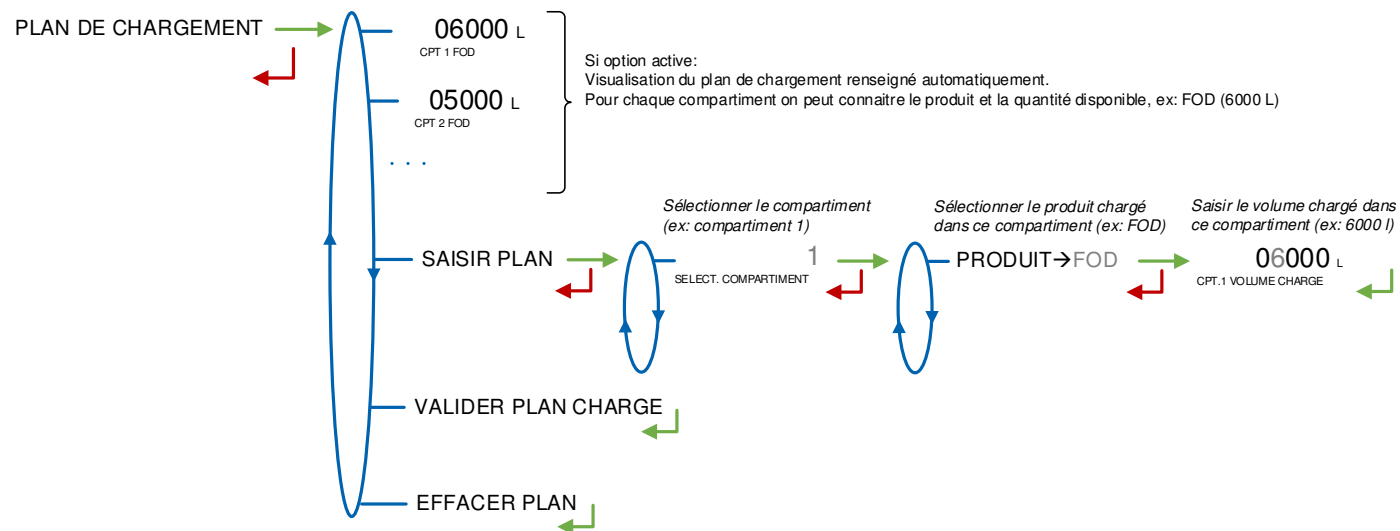 PLAN DE CHARGEMENT
06000 L
CPT 1 FOD
05000 L
CPT 2 FOD
. . .
Si option active:
Visualisation du plan de chargement renseigné automatiquement.
Pour chaque compartiment on peut connaitre le produit et la quantité disponible, ex: FOD (6000 L)
SAISIR PLAN
Sélectionner le compartiment
(ex: compartiment 1)
1
SELECT. COMPARTIMENT
Sélectionner le produit chargé
dans ce compartiment (ex: FOD)
PRODUIT→FOD
Saisir le volume chargé dans
ce compartiment (ex: 6000 l)
06000 L
CPT.1 VOLUME CHARGE
VALIDER PLAN CHARGE
EFFACER PLAN